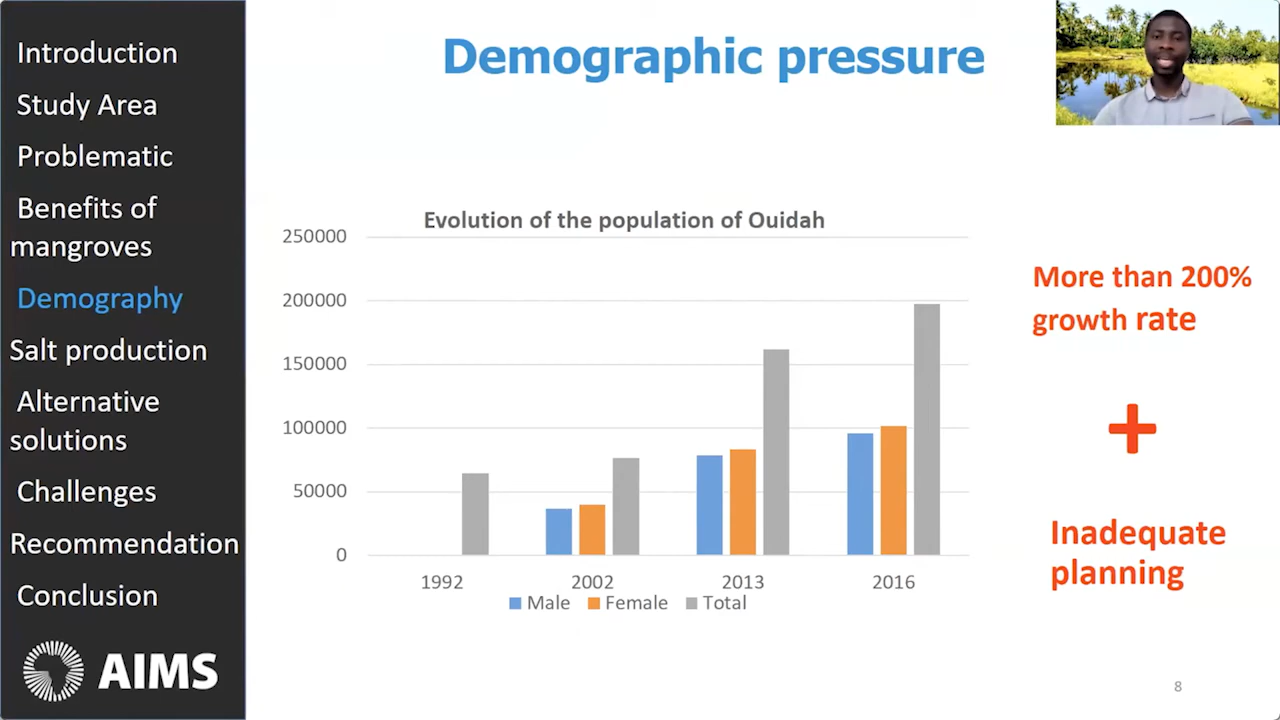 Introduction
Study Area
Problematic
Benefits of
mangroves
Demography
Salt production
Alternative
solutions
Challenges
Recommendation
Conclusion
AIMS
Demographic pressure
Evolution of the population of Ouidah
250000
200000
150000
100000
50000
0
1992 2002 2013 2016
Male Female Total
More than 200%
growth rate
+
Inadequate
planning
8